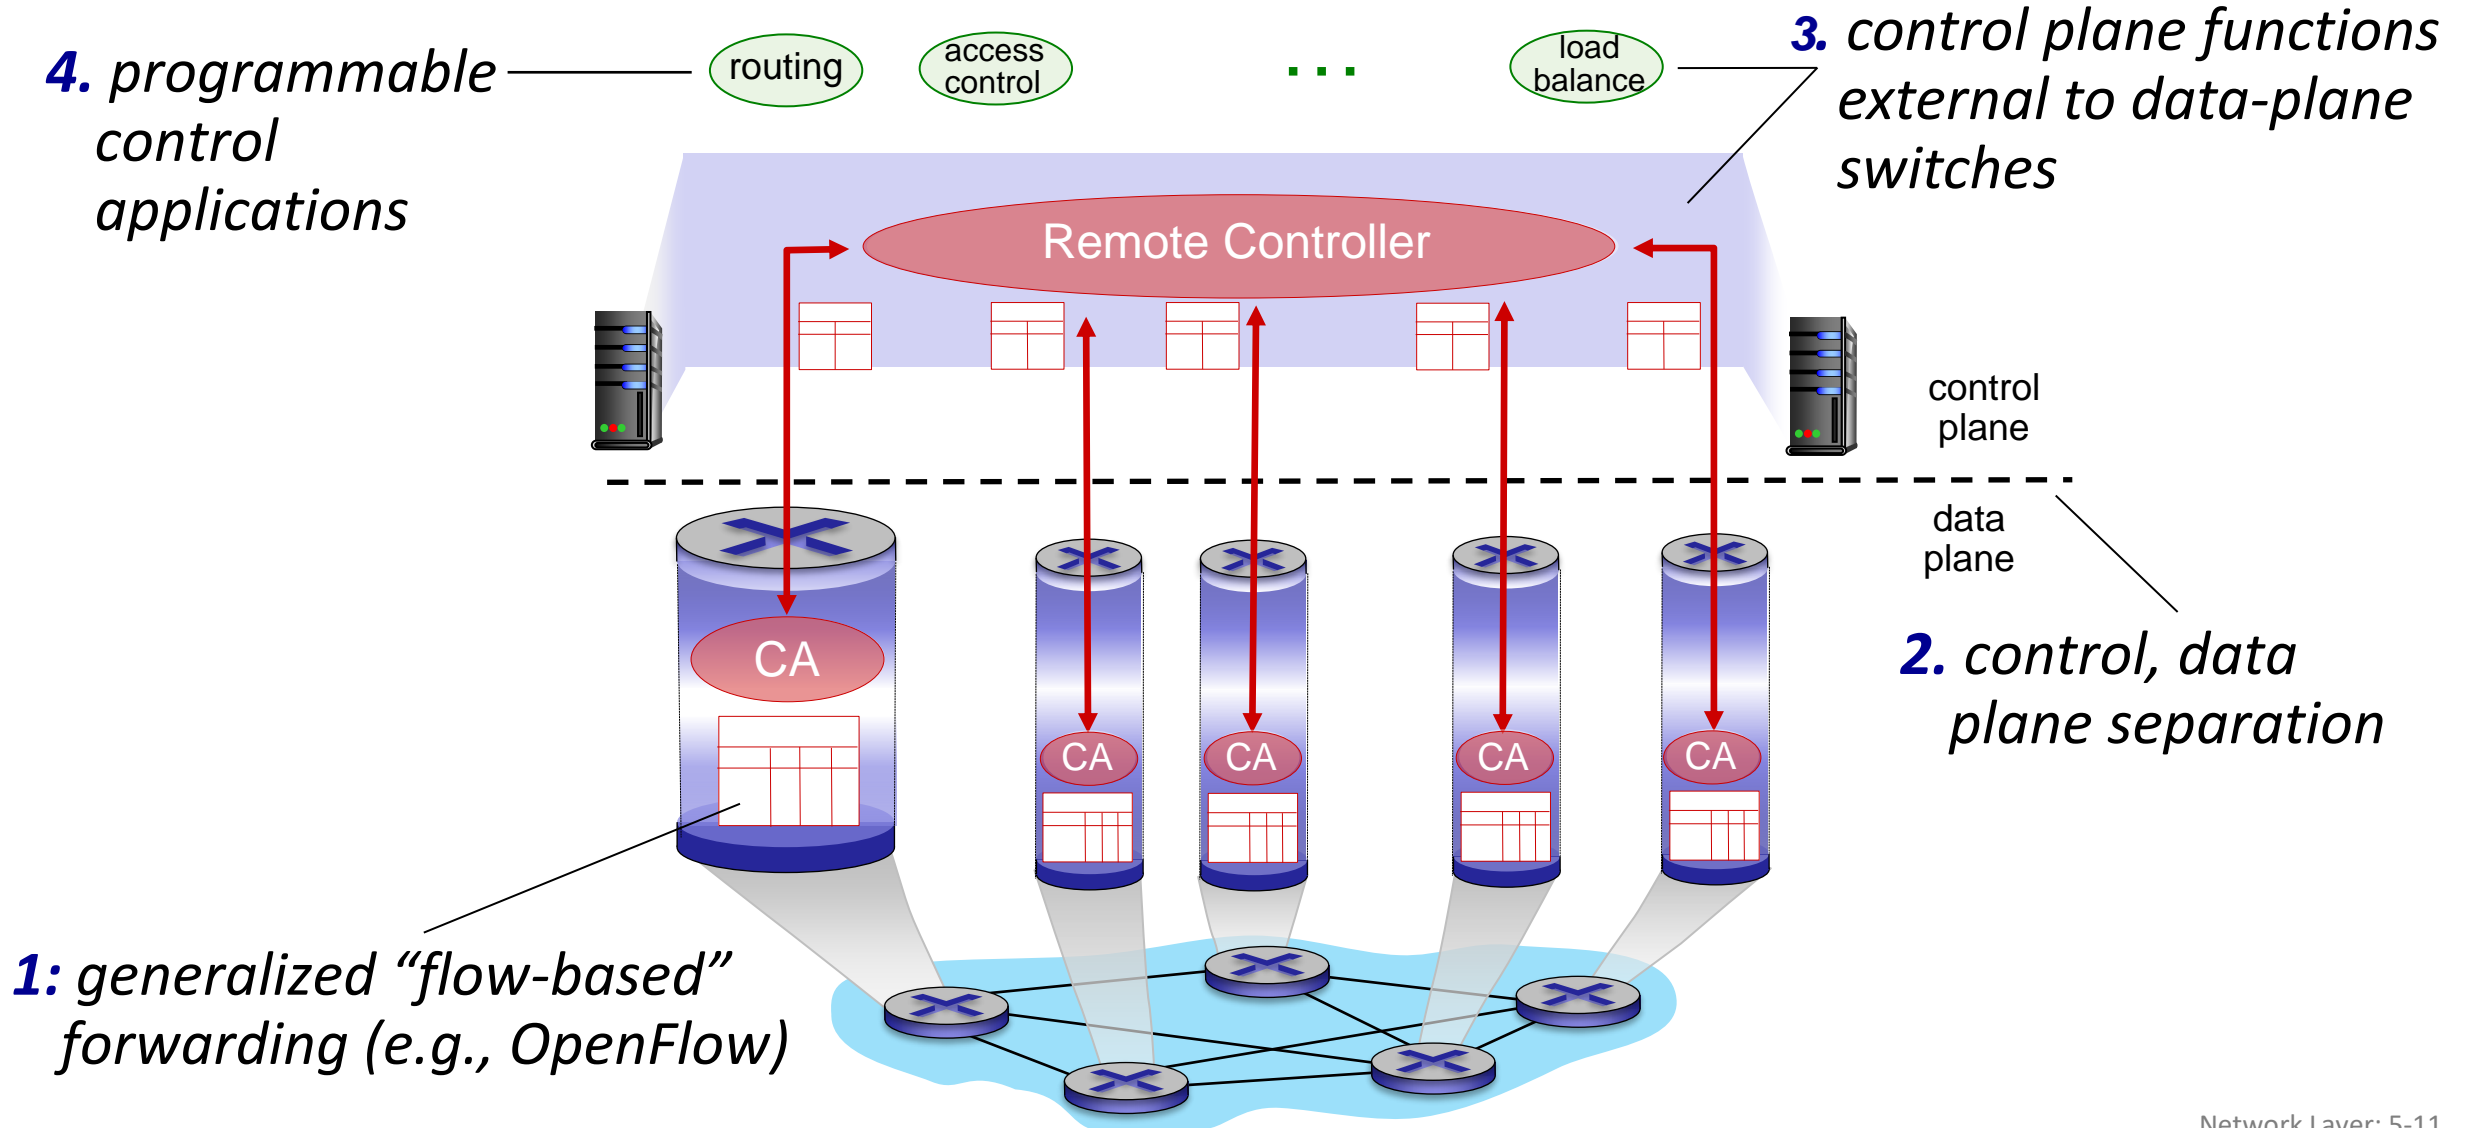 4. programmable
control
applications
routing
access
control
...
load
balance
3. control plane functions
external to data-plane
switches
Remote Controller
control
plane
data
plane
CA
CA
CA
CA
CA
2. control, data
plane separation
1: generalized “flow-based”
forwarding (e.g., OpenFlow)
Network Layer: 5-11